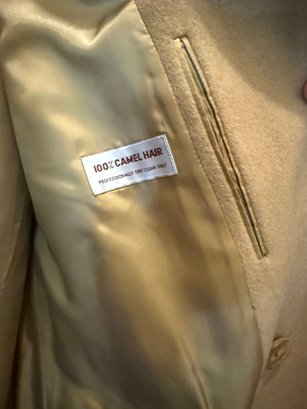 100% CAMEL HAIR
PROFESSIONALLY DRY CLEAN ONLY